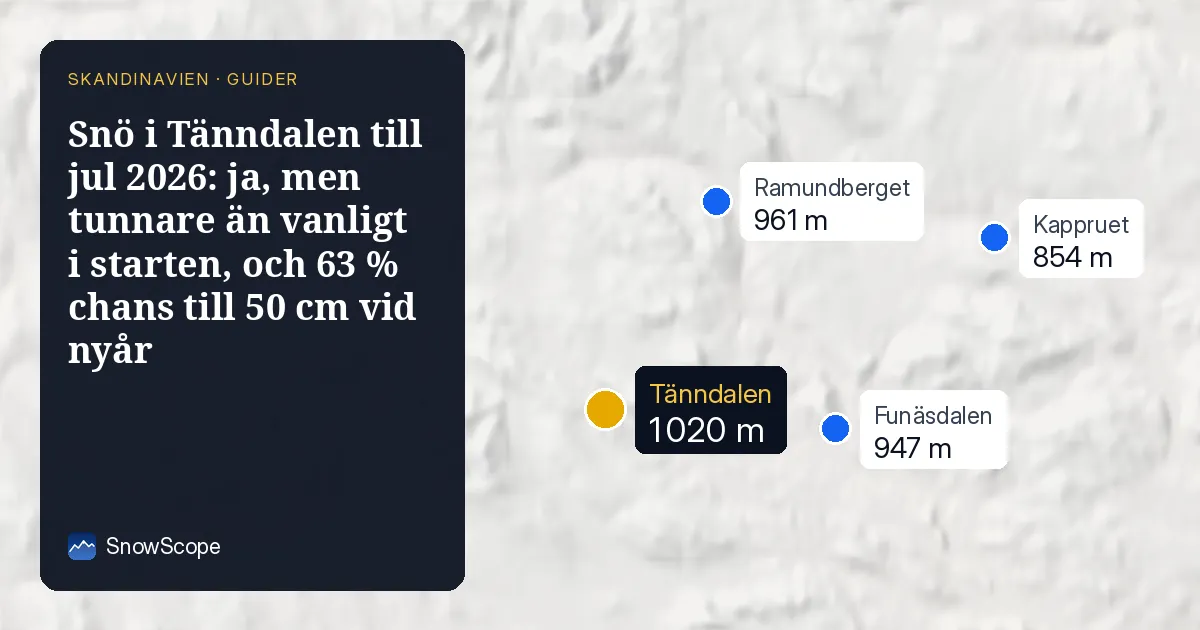 SKANDINAVIEN · GUIDER
Snö i Tänndalen till
jul 2026: ja, men
tunnare än vanligt
i starten, och 63 %
chans till 50 cm vid
nyår
SnowScope
Ramundberget
961 m
Kappruet
854 m
Tänndalen
1020 m
Funäsdalen
947 m